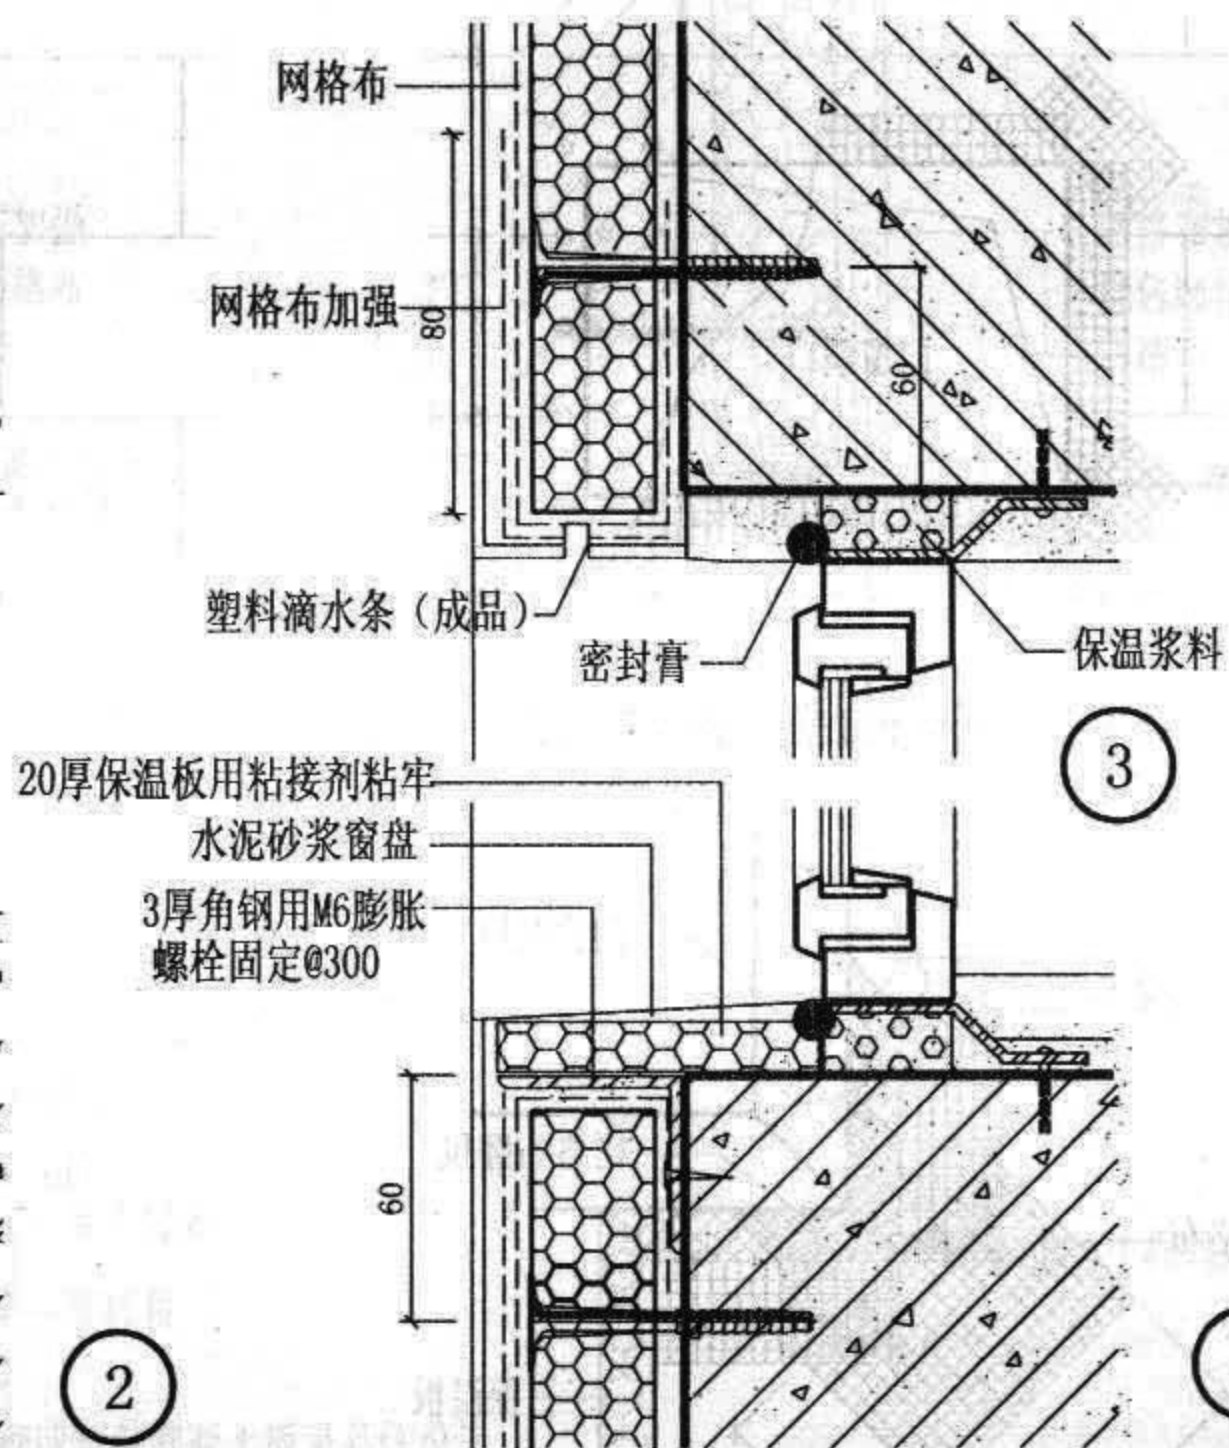 网格布
网格布加强
80
60
塑料滴水条（成品）
密封膏
保温浆料
3
20厚保温板用粘接剂粘牢
水泥砂浆窗盘
3厚角钢用M6膨胀
螺栓固定@300
60
2